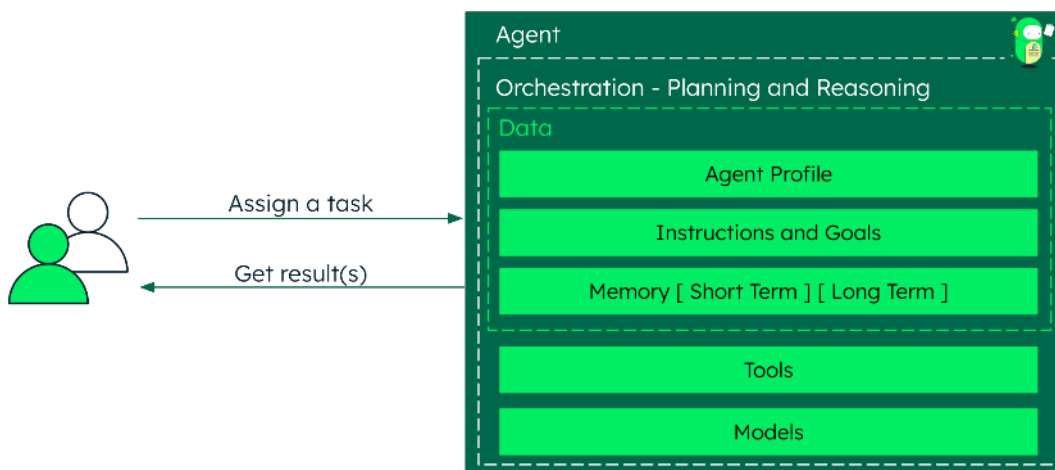 Agent
Orchestration - Planning and Reasoning
Data
Agent Profile
Assign a task
Instructions and Goals
Get result(s)
Memory [ Short Term ] [ Long Term ]
Tools
Models